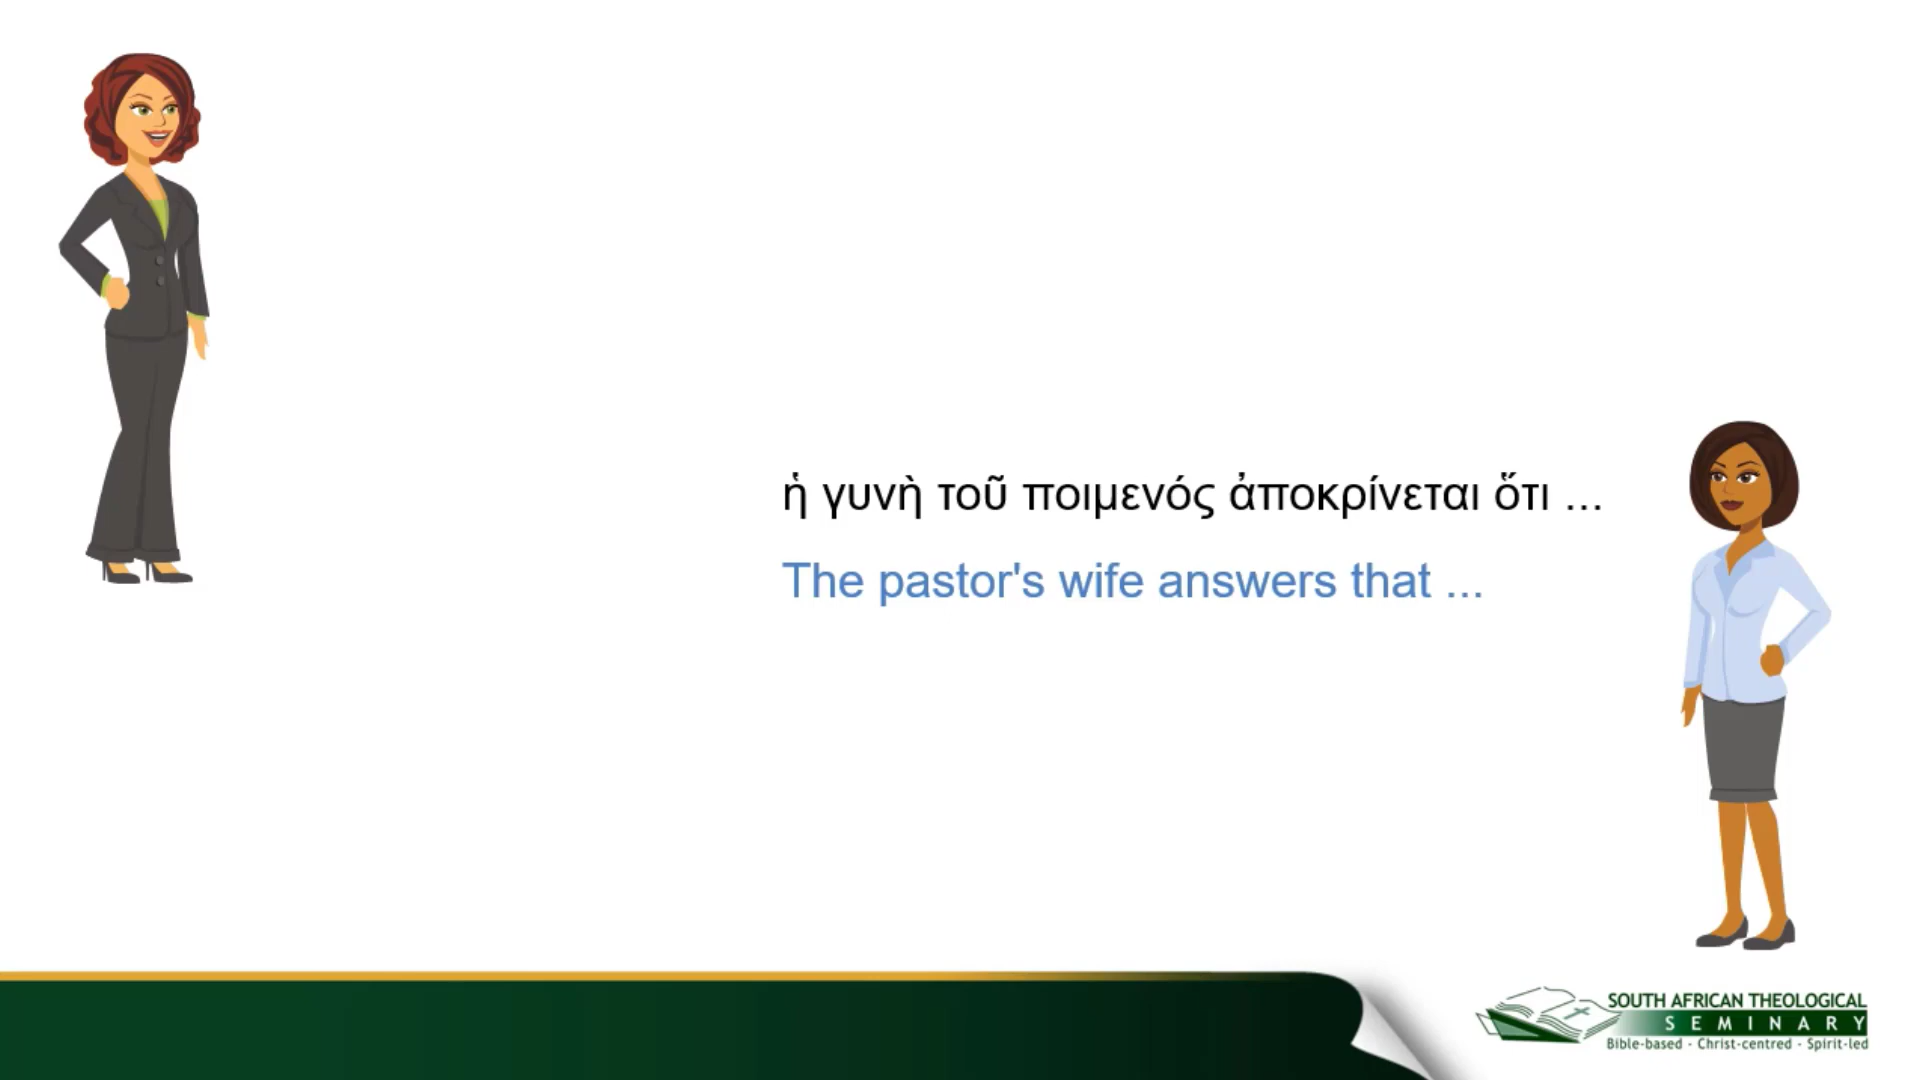 ἡ γυνὴ τοῦ ποιμενός ἀποκρίνεται ὅτι ...
The pastor's wife answers that ...
SOUTH AFRICAN THEOLOGICAL
SEMINARY
Bible-based - Christ-centred - Spirit-led